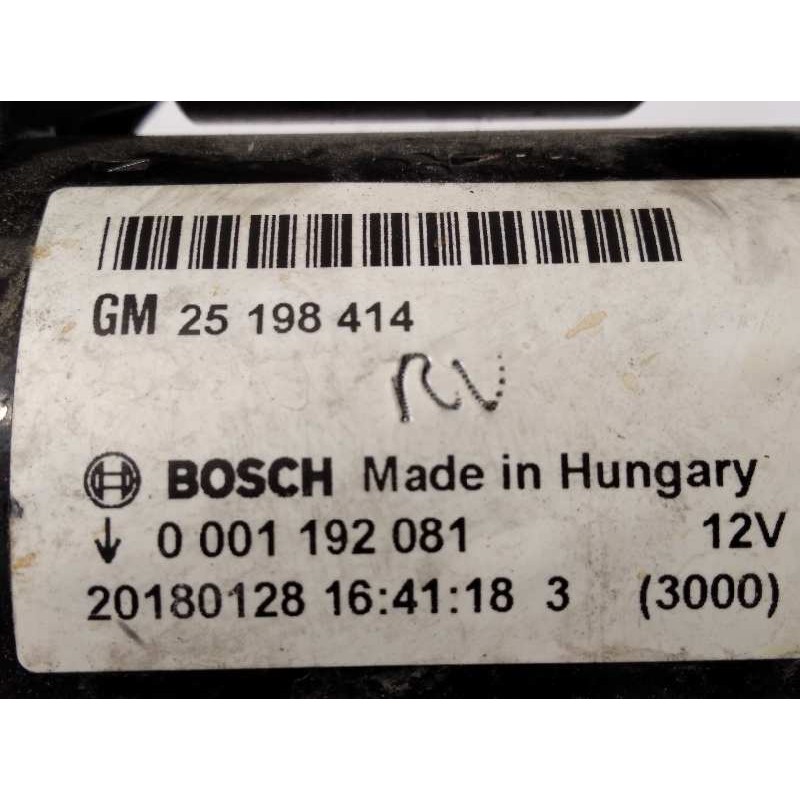 GM 25 198 414
RV
BOSCH Made in Hungary
↓ 0 001 192 081 12V
20180128 16:41:18 3 (3000)